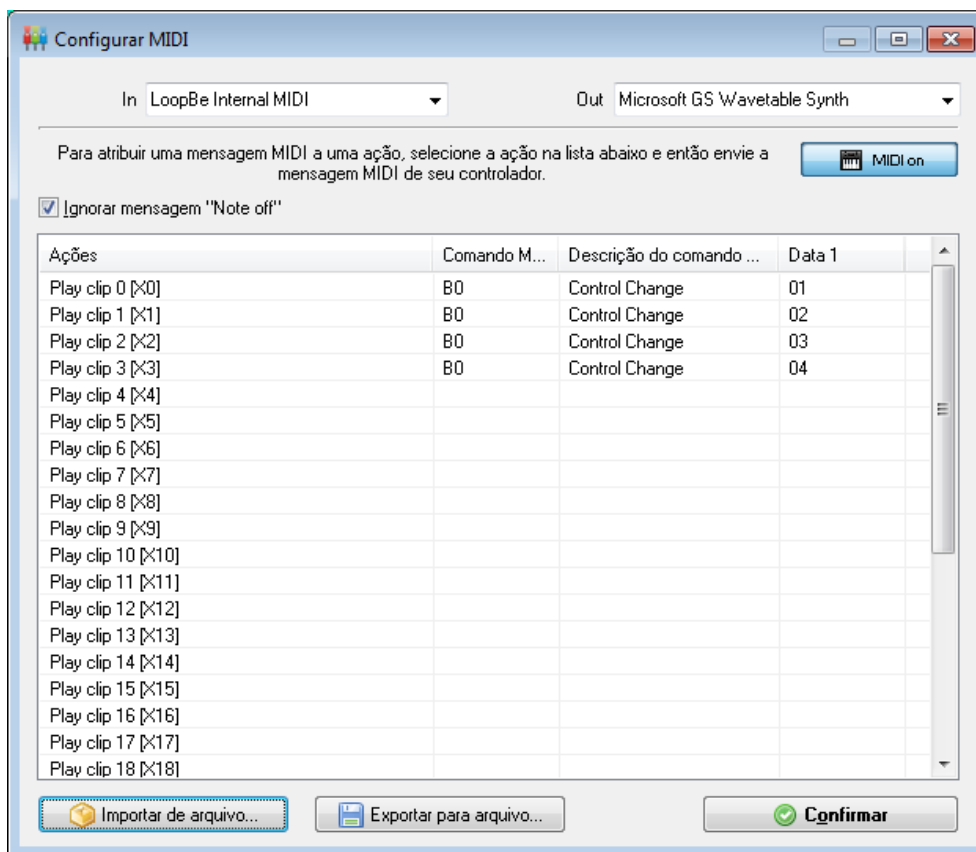 Configurar MIDI
In LoopBe Internal MIDI Out Microsoft GS Wavetable Synth
Para atribuir uma mensagem MIDI a uma ação, selecione a ação na lista abaixo e então envie a
mensagem MIDI de seu controlador.
MIDI on
Ignorar mensagem "Note off"
Ações Comando M... Descrição do comando ... Data 1
Play clip 0 [X0] B0 Control Change 01
Play clip 1 [X1] B0 Control Change 02
Play clip 2 [X2] B0 Control Change 03
Play clip 3 [X3] B0 Control Change 04
Play clip 4 [X4]
Play clip 5 [X5]
Play clip 6 [X6]
Play clip 7 [X7]
Play clip 8 [X8]
Play clip 9 [X9]
Play clip 10 [X10]
Play clip 11 [X11]
Play clip 12 [X12]
Play clip 13 [X13]
Play clip 14 [X14]
Play clip 15 [X15]
Play clip 16 [X16]
Play clip 17 [X17]
Play clip 18 [X18]
Importar de arquivo... Exportar para arquivo... Confirmar